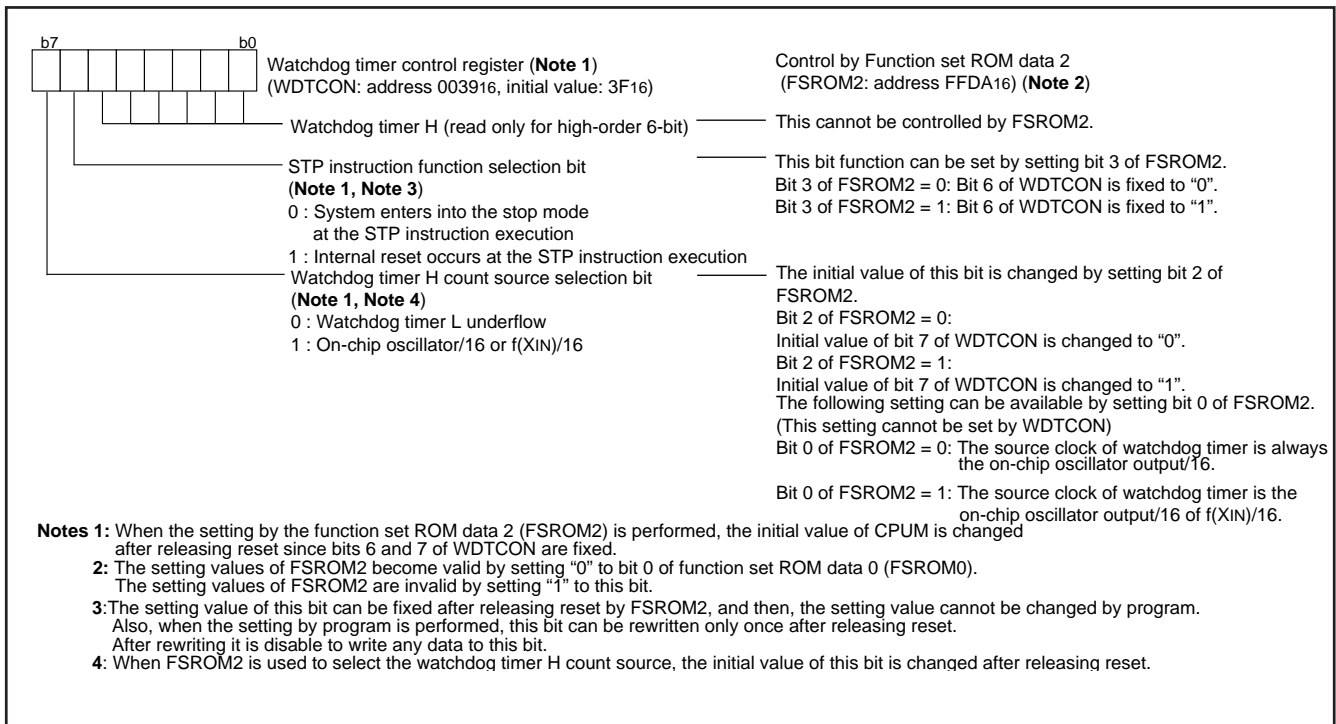 b7 b0
Watchdog timer control register (Note 1)
(WDTCON: address 003916, initial value: 3F16)
Control by Function set ROM data 2
(FSROM2: address FFDA16) (Note 2)
Watchdog timer H (read only for high-order 6-bit)
This cannot be controlled by FSROM2.
STP instruction function selection bit
(Note 1, Note 3)
0 : System enters into the stop mode
at the STP instruction execution
1 : Internal reset occurs at the STP instruction execution
This bit function can be set by setting bit 3 of FSROM2.
Bit 3 of FSROM2 = 0: Bit 6 of WDTCON is fixed to “0”.
Bit 3 of FSROM2 = 1: Bit 6 of WDTCON is fixed to “1”.
Watchdog timer H count source selection bit
(Note 1, Note 4)
0 : Watchdog timer L underflow
1 : On-chip oscillator/16 or f(XIN)/16
The initial value of this bit is changed by setting bit 2 of
FSROM2.
Bit 2 of FSROM2 = 0:
Initial value of bit 7 of WDTCON is changed to “0”.
Bit 2 of FSROM2 = 1:
Initial value of bit 7 of WDTCON is changed to “1”.
The following setting can be available by setting bit 0 of FSROM2.
(This setting cannot be set by WDTCON)
Bit 0 of FSROM2 = 0: The source clock of watchdog timer is always
the on-chip oscillator output/16.
Bit 0 of FSROM2 = 1: The source clock of watchdog timer is the
on-chip oscillator output/16 of f(XIN)/16.
Notes 1: When the setting by the function set ROM data 2 (FSROM2) is performed, the initial value of CPUM is changed
after releasing reset since bits 6 and 7 of WDTCON are fixed.
2: The setting values of FSROM2 become valid by setting “0” to bit 0 of function set ROM data 0 (FSROM0).
The setting values of FSROM2 are invalid by setting “1” to this bit.
3:The setting value of this bit can be fixed after releasing reset by FSROM2, and then, the setting value cannot be changed by program.
Also, when the setting by program is performed, this bit can be rewritten only once after releasing reset.
After rewriting it is disable to write any data to this bit.
4: When FSROM2 is used to select the watchdog timer H count source, the initial value of this bit is changed after releasing reset.